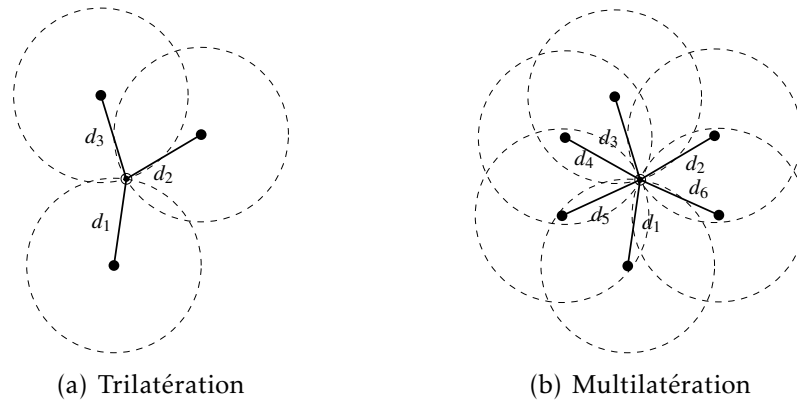 d3
d2
d1
d3
d4
d2
d6
d5
d1
(a) Trilatération
(b) Multilatération